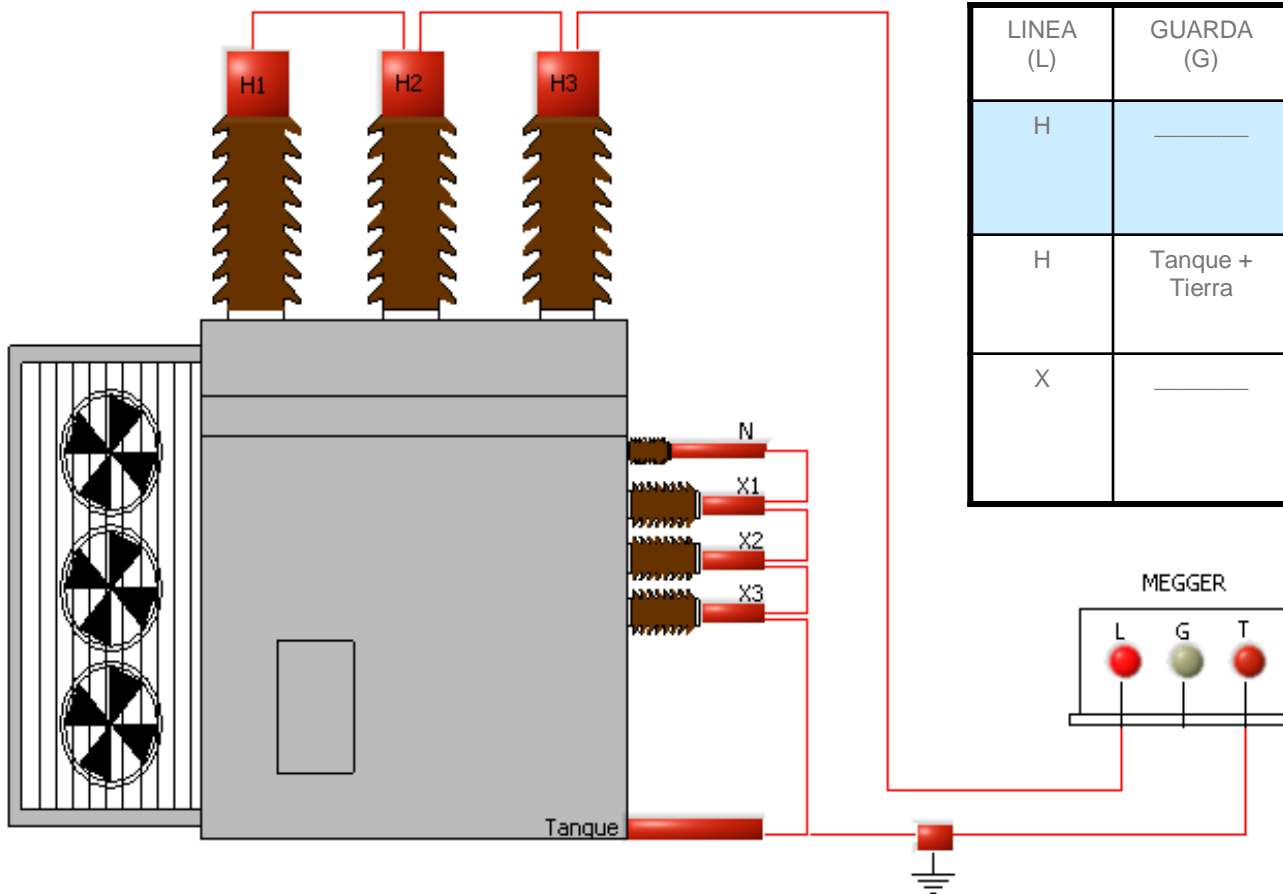 H1
H2
H3
LINEA
(L)
GUARDA
(G)
H
_______
H
Tanque +
Tierra
X
_______
N
X1
X2
X3
Tanque
MEGGER
L
G
T